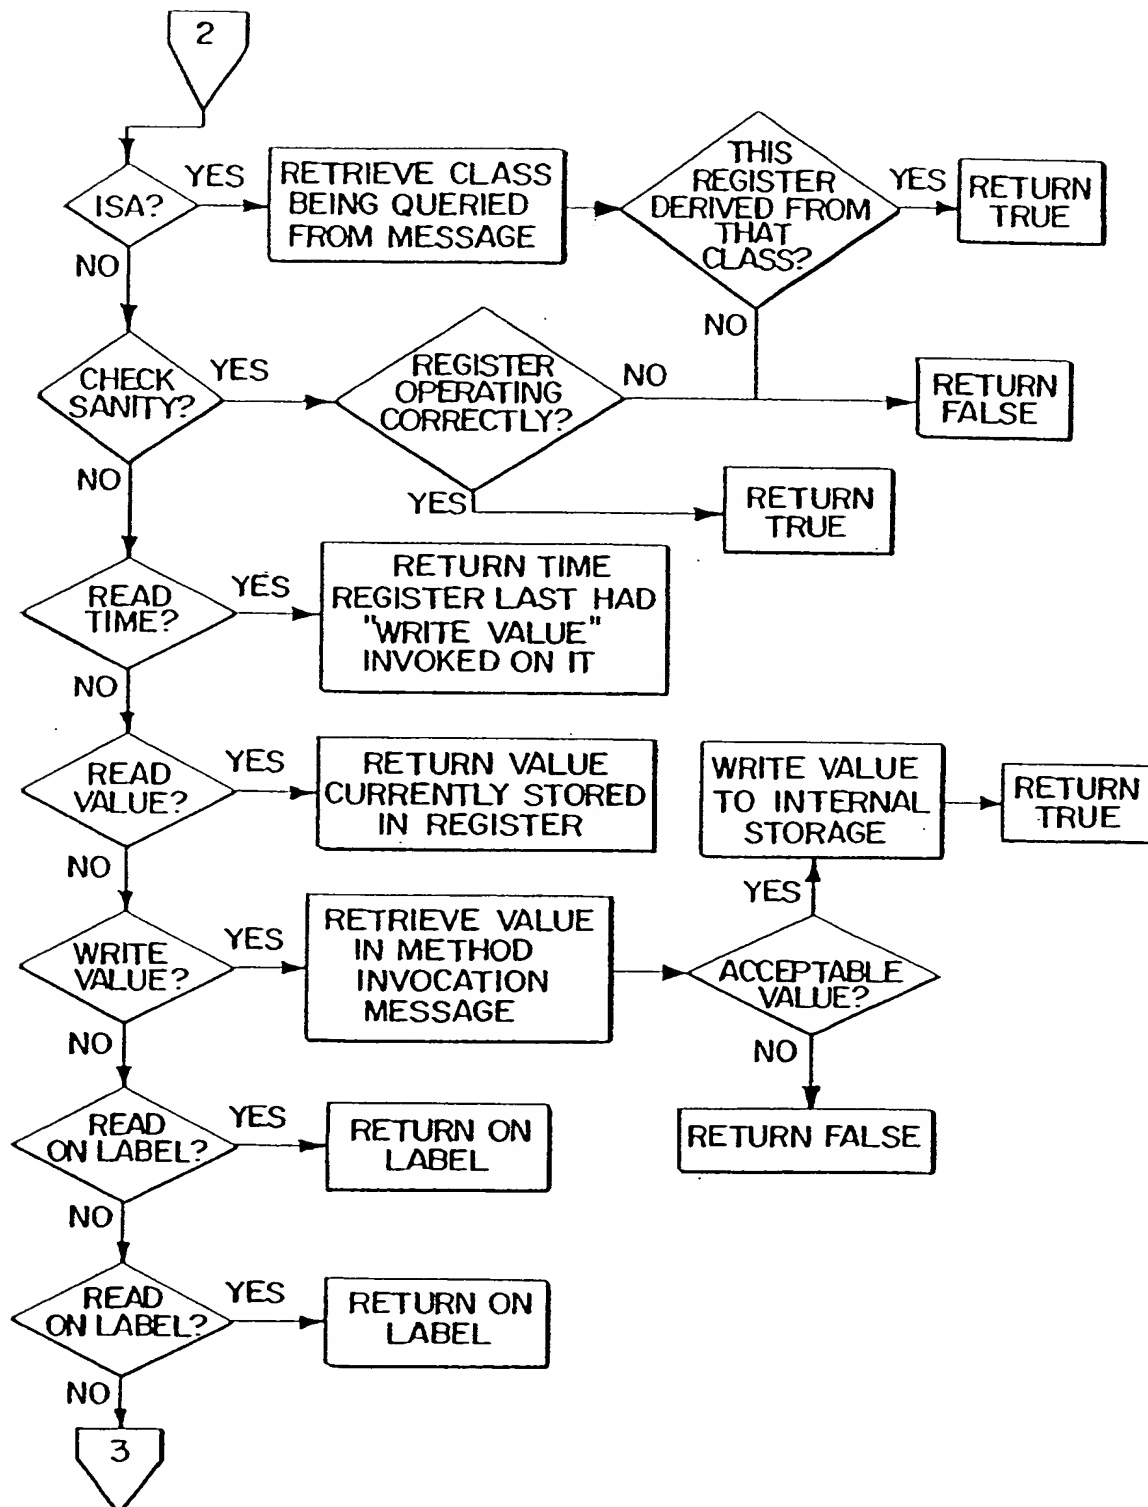 2
ISA?
YES
RETRIEVE CLASS
BEING QUERIED
FROM MESSAGE
THIS
REGISTER
DERIVED FROM
THAT
CLASS?
YES
RETURN
TRUE
NO
NO
CHECK
SANITY?
YES
REGISTER
OPERATING
CORRECTLY?
NO
RETURN
FALSE
NO
YES
RETURN
TRUE
READ
TIME?
YES
RETURN TIME
REGISTER LAST HAD
"WRITE VALUE"
INVOKED ON IT
NO
READ
VALUE?
YES
RETURN VALUE
CURRENTLY STORED
IN REGISTER
WRITE VALUE
TO INTERNAL
STORAGE
RETURN
TRUE
NO
YES
WRITE
VALUE?
YES
RETRIEVE VALUE
IN METHOD
INVOCATION
MESSAGE
ACCEPTABLE
VALUE?
NO
NO
RETURN FALSE
READ
ON LABEL?
YES
RETURN ON
LABEL
NO
READ
ON LABEL?
YES
RETURN ON
LABEL
NO
3